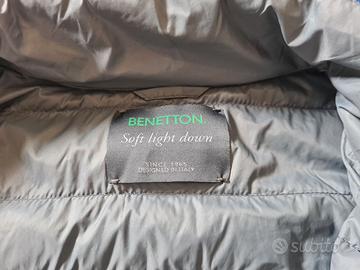 BENETTON
Soft light down
SINCE 1965
DESIGNED IN ITALY
subito